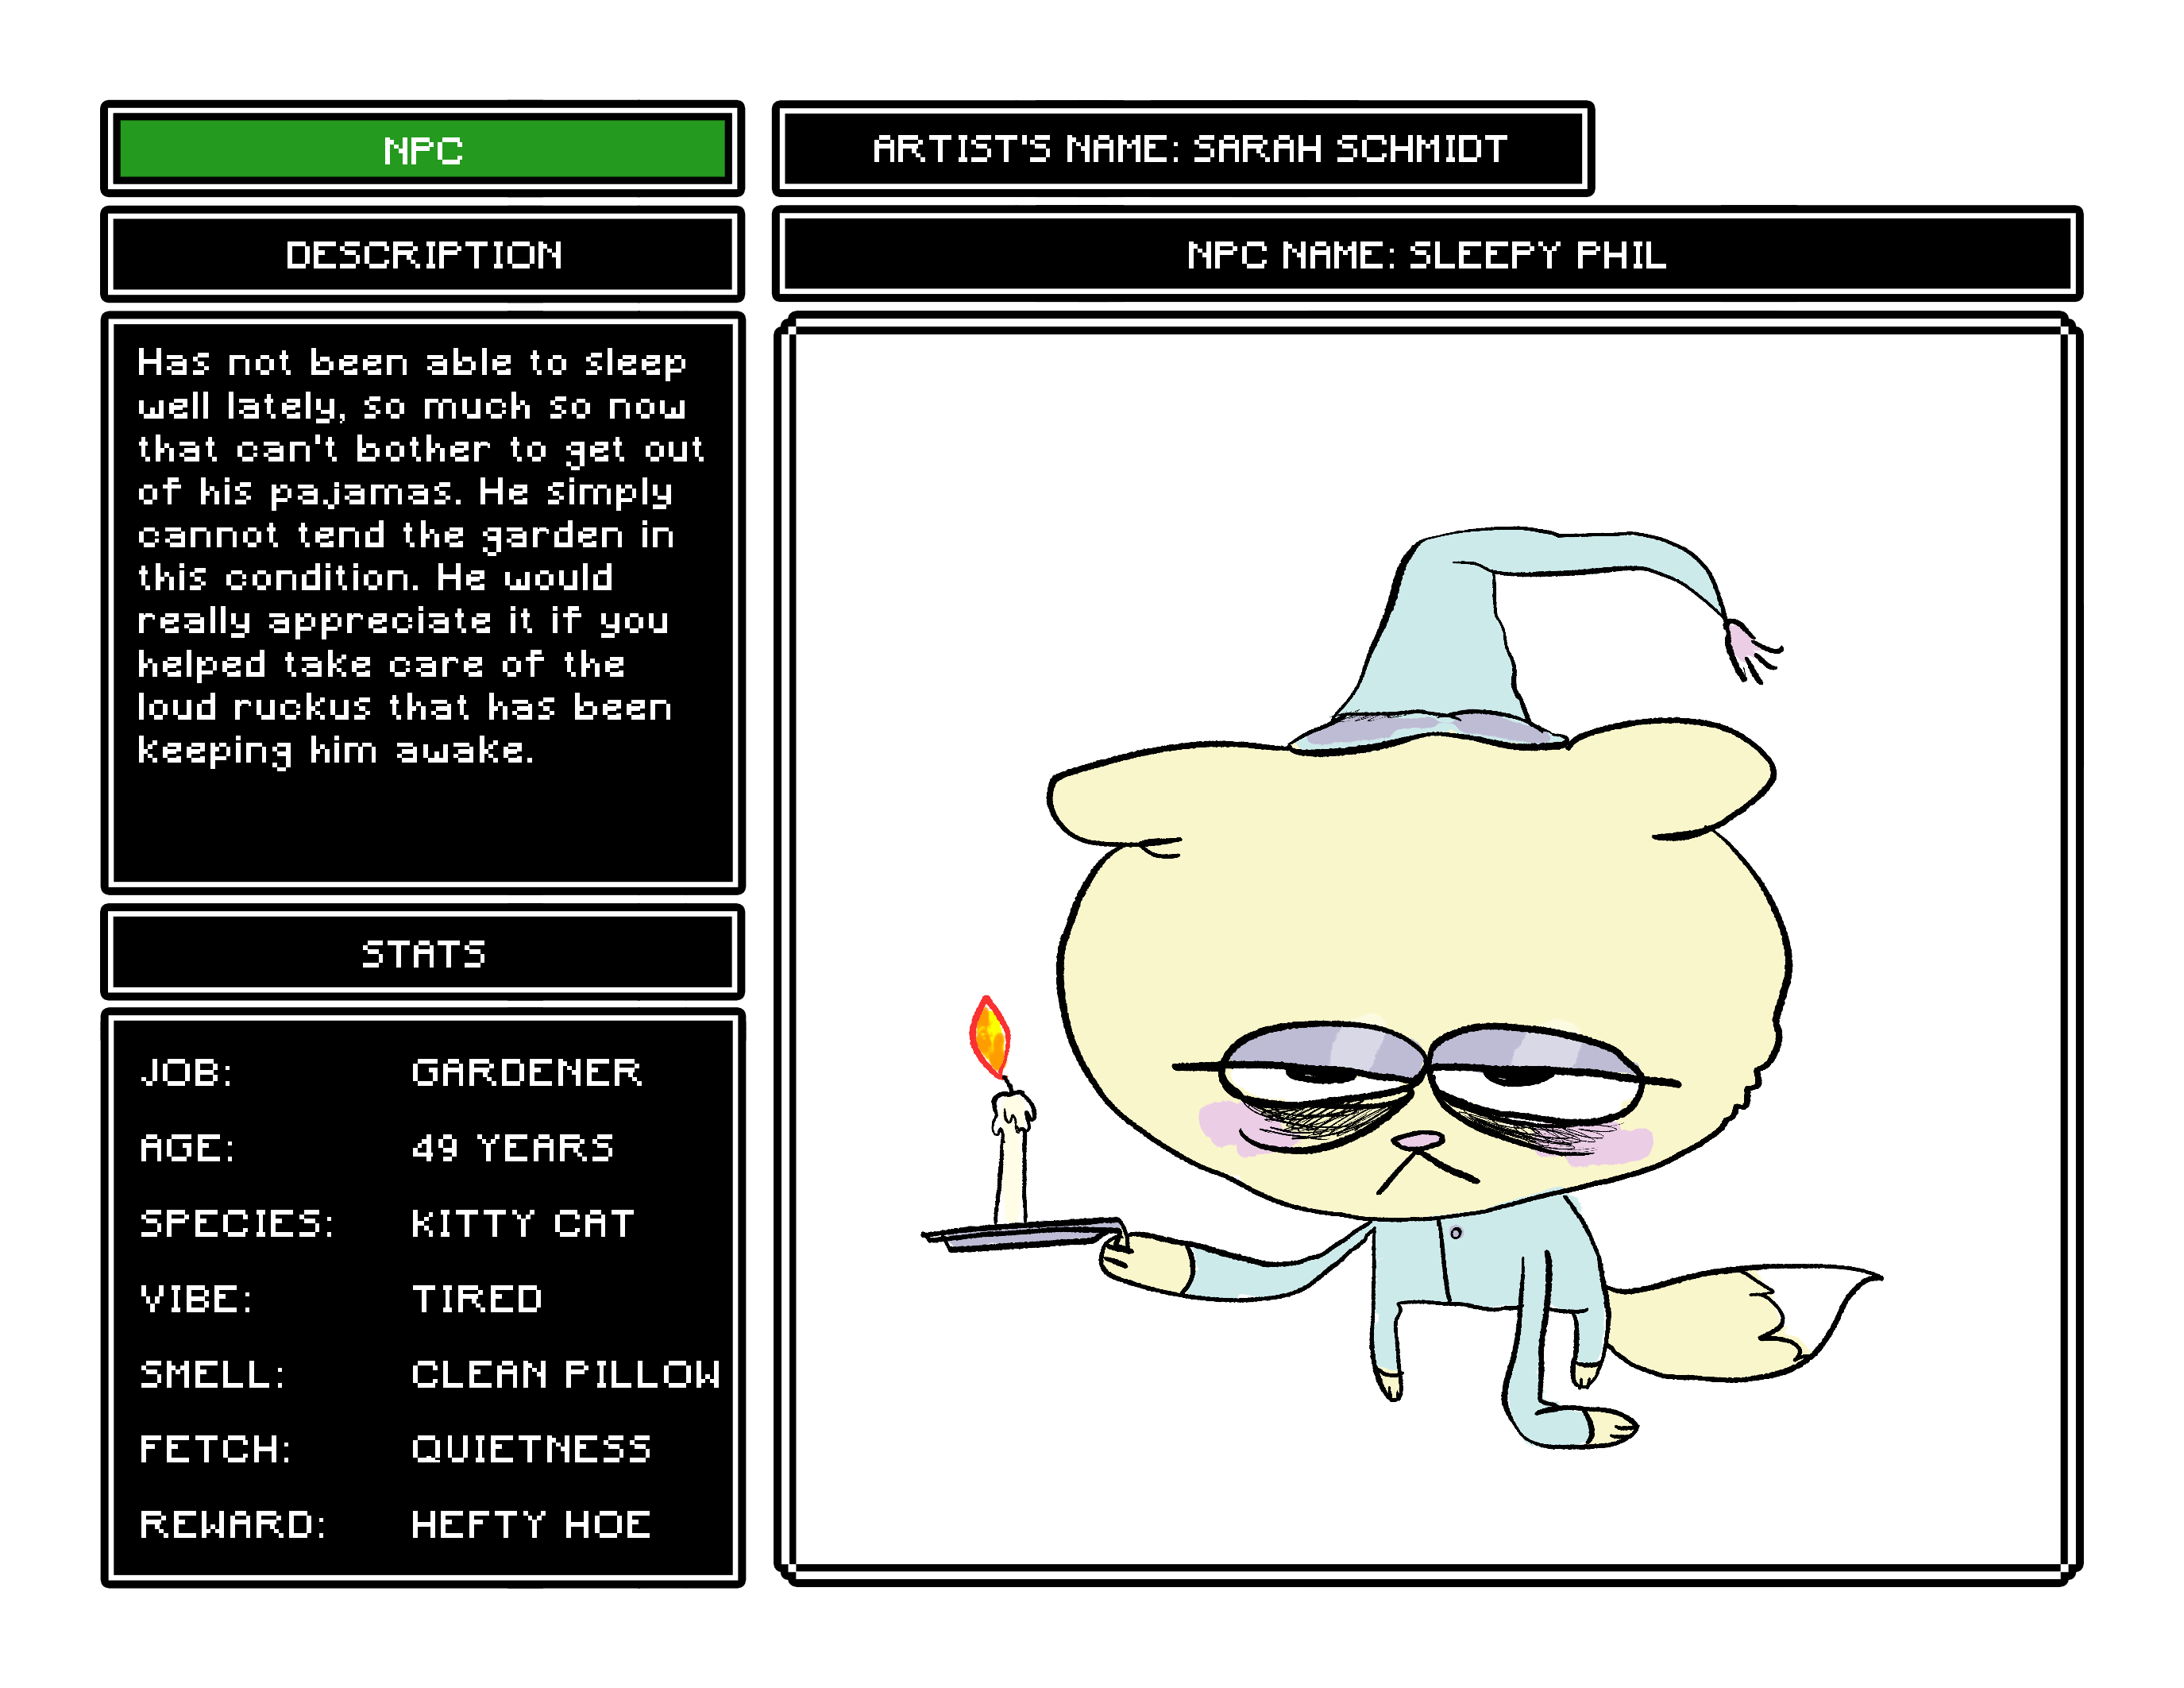 NPC
ARTIST'S NAME: SARAH SCHMIDT
DESCRIPTION
NPC NAME: SLEEPY PHIL
Has not been able to sleep
well lately, so much so now
that can't bother to get out
of his pajamas. He simply
cannot tend the garden in
this condition. He would
really appreciate it if you
helped take care of the
loud ruckus that has been
keeping him awake.
STATS
JOB: GARDENER
AGE: 49 YEARS
SPECIES: KITTY CAT
VIBE: TIRED
SMELL: CLEAN PILLOW
FETCH: QUIETNESS
REWARD: HEFTY HOE